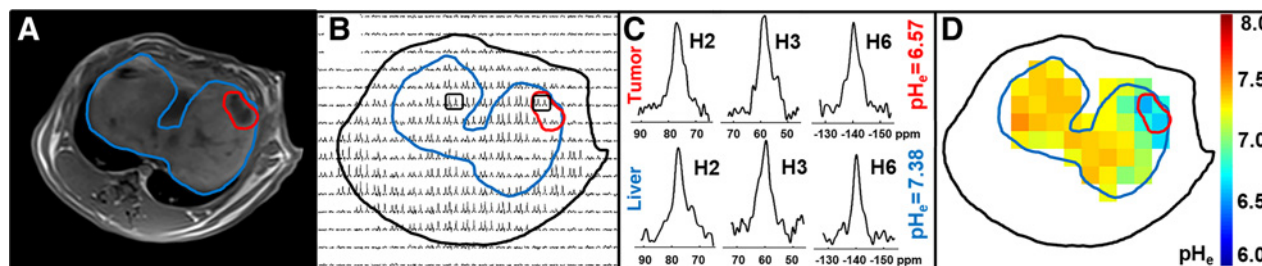 A
B
C
D
Tumor
H2
H3
H6
pHe=6.57
90 80 70
70 60 50
-130 -140 -150 ppm
Liver
H2
H3
H6
pHe=7.38
90 80 70
70 60 50
-130 -140 -150 ppm
8.0
7.5
7.0
6.5
6.0
pHe